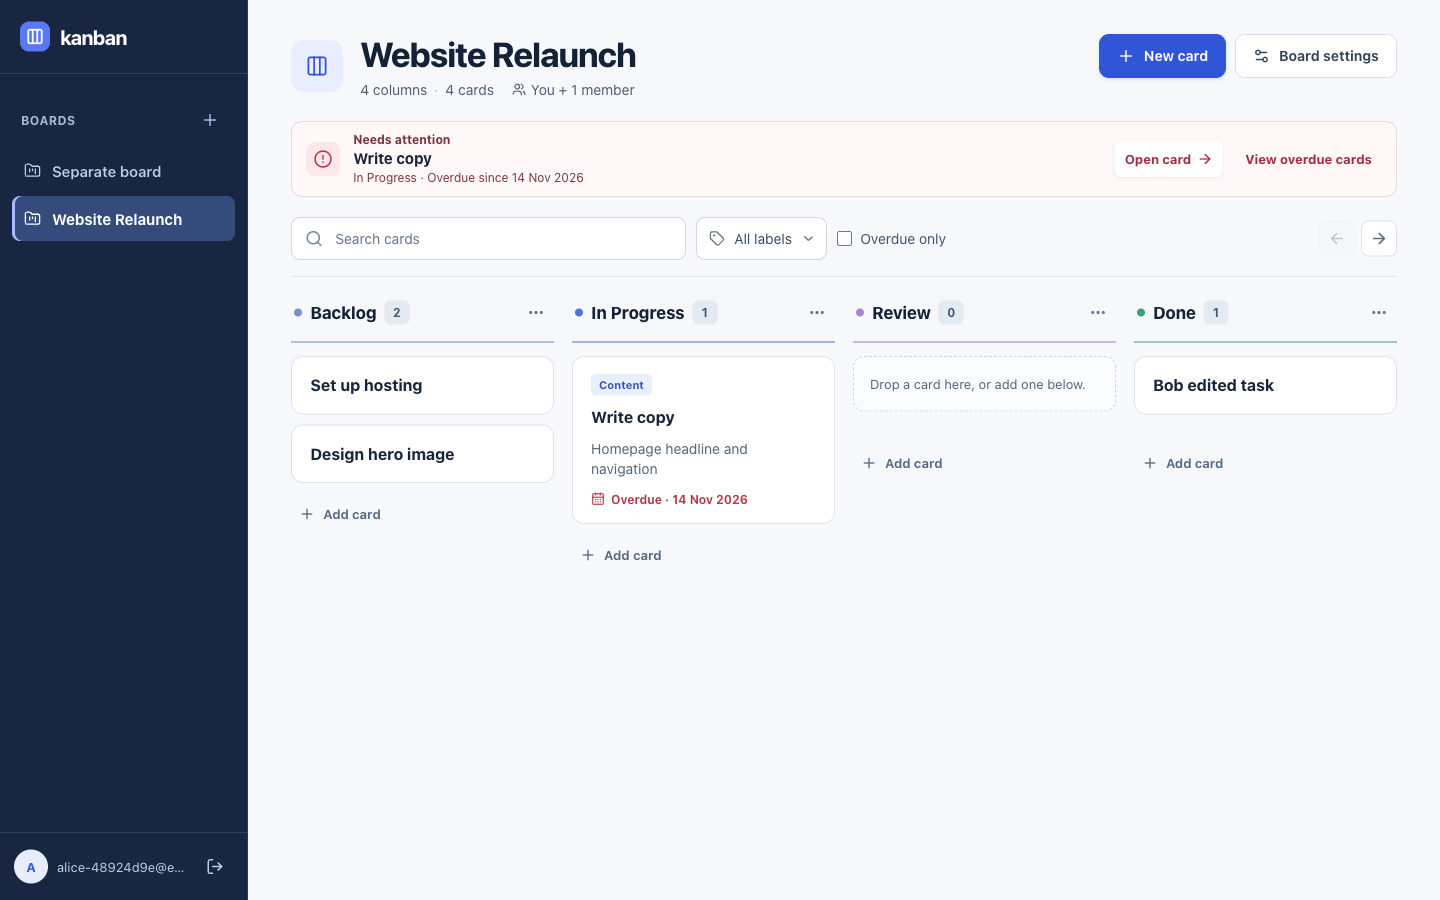 kanban
BOARDS
Separate board
Website Relaunch
A
alice-48924d9e@e...
Website Relaunch
4 columns · 4 cards You + 1 member
New card
Board settings
Needs attention
Write copy
In Progress · Overdue since 14 Nov 2026
Open card
View overdue cards
Search cards
All labels
Overdue only
Backlog 2
Set up hosting
Design hero image
Add card
In Progress 1
Content
Write copy
Homepage headline and
navigation
Overdue · 14 Nov 2026
Add card
Review 0
Drop a card here, or add one below.
Add card
Done 1
Bob edited task
Add card